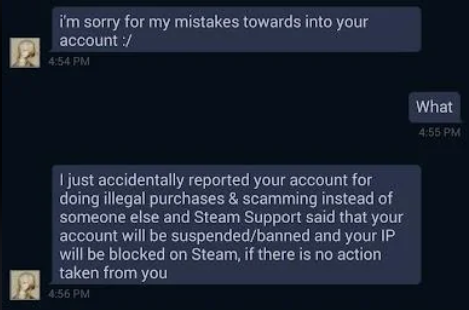 i'm sorry for my mistakes towards into your
account :/
4:54 PM
What
4:55 PM
I just accidentally reported your account for
doing illegal purchases & scamming instead of
someone else and Steam Support said that your
account will be suspended/banned and your IP
will be blocked on Steam, if there is no action
taken from you
4:56 PM